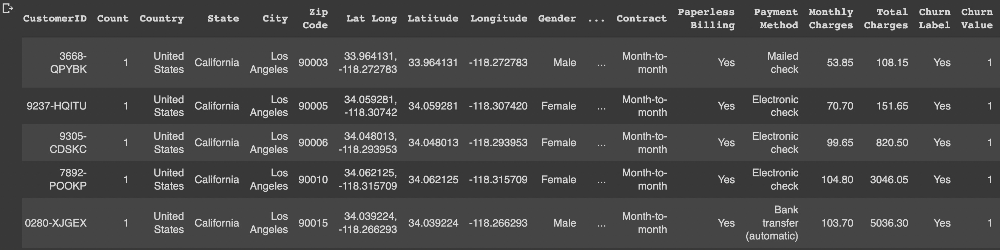 CustomerID Count Country State City Zip Code Lat Long Latitude Longitude Gender ... Contract Paperless Billing Payment Method Monthly Charges Total Charges Churn Label Churn Value
3668-QPYBK 1 United States California Los Angeles 90003 33.964131, -118.272783 33.964131 -118.272783 Male ... Month-to-month Yes Mailed check 53.85 108.15 Yes 1
9237-HQITU 1 United States California Los Angeles 90005 34.059281, -118.30742 34.059281 -118.307420 Female ... Month-to-month Yes Electronic check 70.70 151.65 Yes 1
9305-CDSKC 1 United States California Los Angeles 90006 34.048013, -118.293953 34.048013 -118.293953 Female ... Month-to-month Yes Electronic check 99.65 820.50 Yes 1
7892-POOKP 1 United States California Los Angeles 90010 34.062125, -118.315709 34.062125 -118.315709 Female ... Month-to-month Yes Electronic check 104.80 3046.05 Yes 1
0280-XJGEX 1 United States California Los Angeles 90015 34.039224, -118.266293 34.039224 -118.266293 Male ... Month-to-month Yes Bank transfer (automatic) 103.70 5036.30 Yes 1